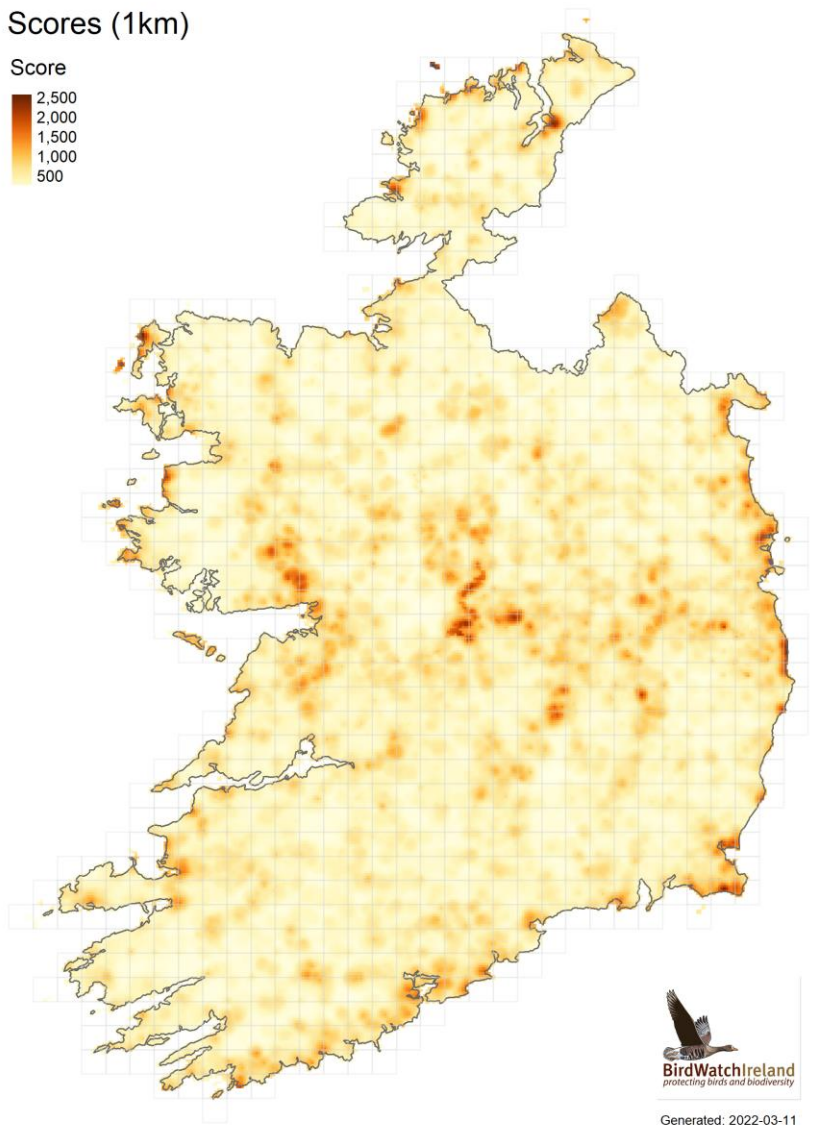 Scores (1km)
Score
2,500
2,000
1,500
1,000
500
BirdWatchIreland
protecting birds and biodiversity
Generated: 2022-03-11